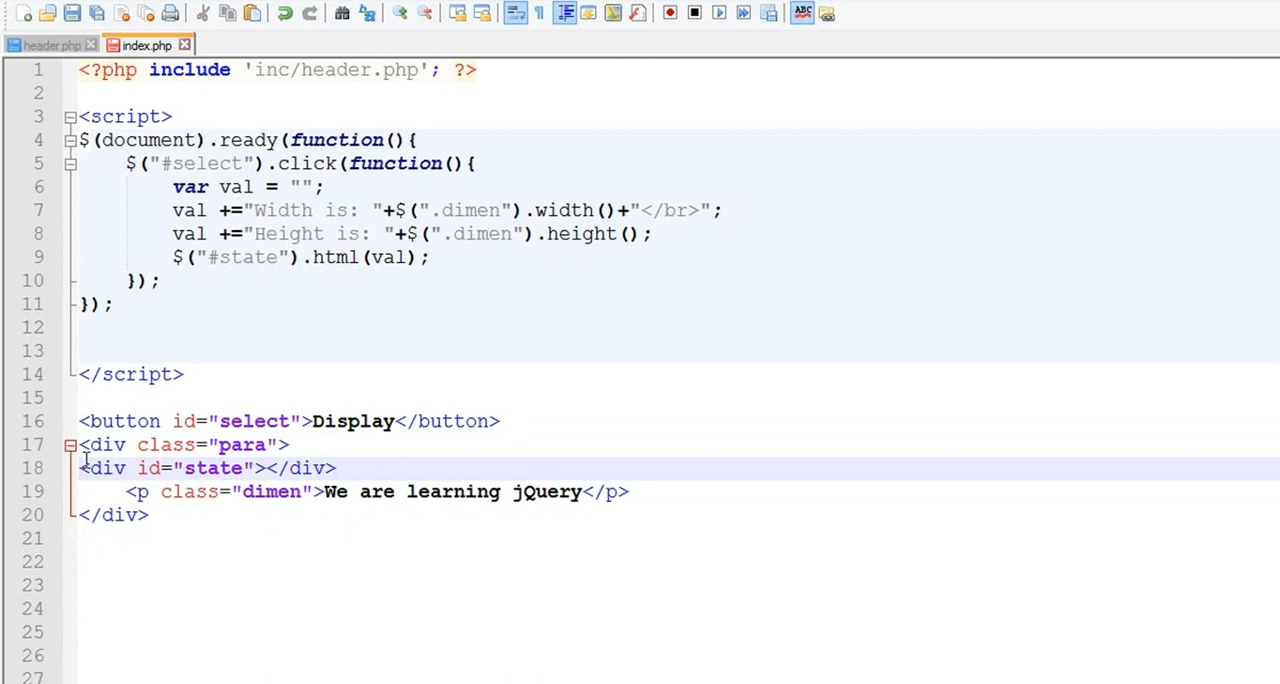 header.php index.php
1 <?php include 'inc/header.php'; ?>
2
3 <script>
4 $(document).ready(function(){
5 $("#select").click(function(){
6 var val = "";
7 val +="Width is: "+$(".dimen").width()+"</br>";
8 val +="Height is: "+$(".dimen").height();
9 $("#state").html(val);
10 });
11 });
12
13
14 </script>
15
16 <button id="select">Display</button>
17 <div class="para">
18 <div id="state"></div>
19 <p class="dimen">We are learning jQuery</p>
20 </div>
21
22
23
24
25
26
27